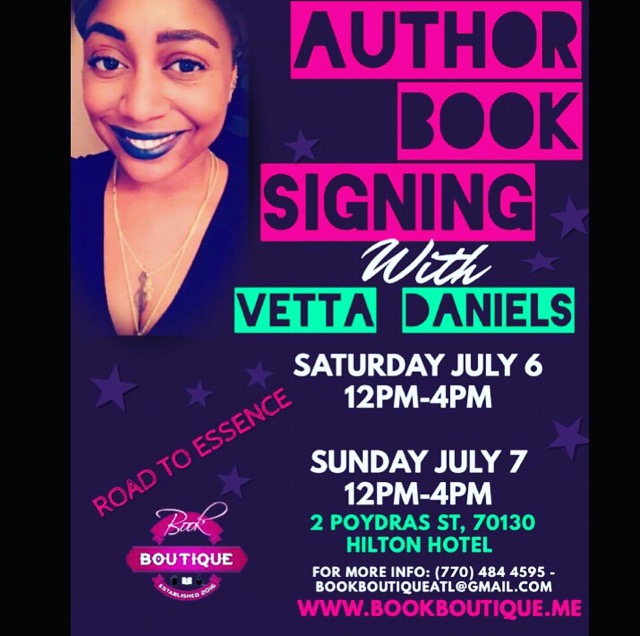 AUTHOR
BOOK
SIGNING
With
VETTA DANIELS
SATURDAY JULY 6
12PM-4PM
ROAD TO ESSENCE
SUNDAY JULY 7
12PM-4PM
2 POYDRAS ST, 70130
HILTON HOTEL
Book
BOUTIQUE
ESTABLISHED 2016
FOR MORE INFO: (770) 484 4595 -
BOOKBOUTIQUEATL@GMAIL.COM
WWW.BOOKBOUTIQUE.ME